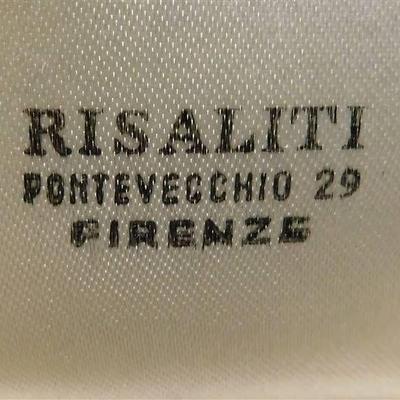 RISALITI
PONTEVECCHIO 29
FIRENZE